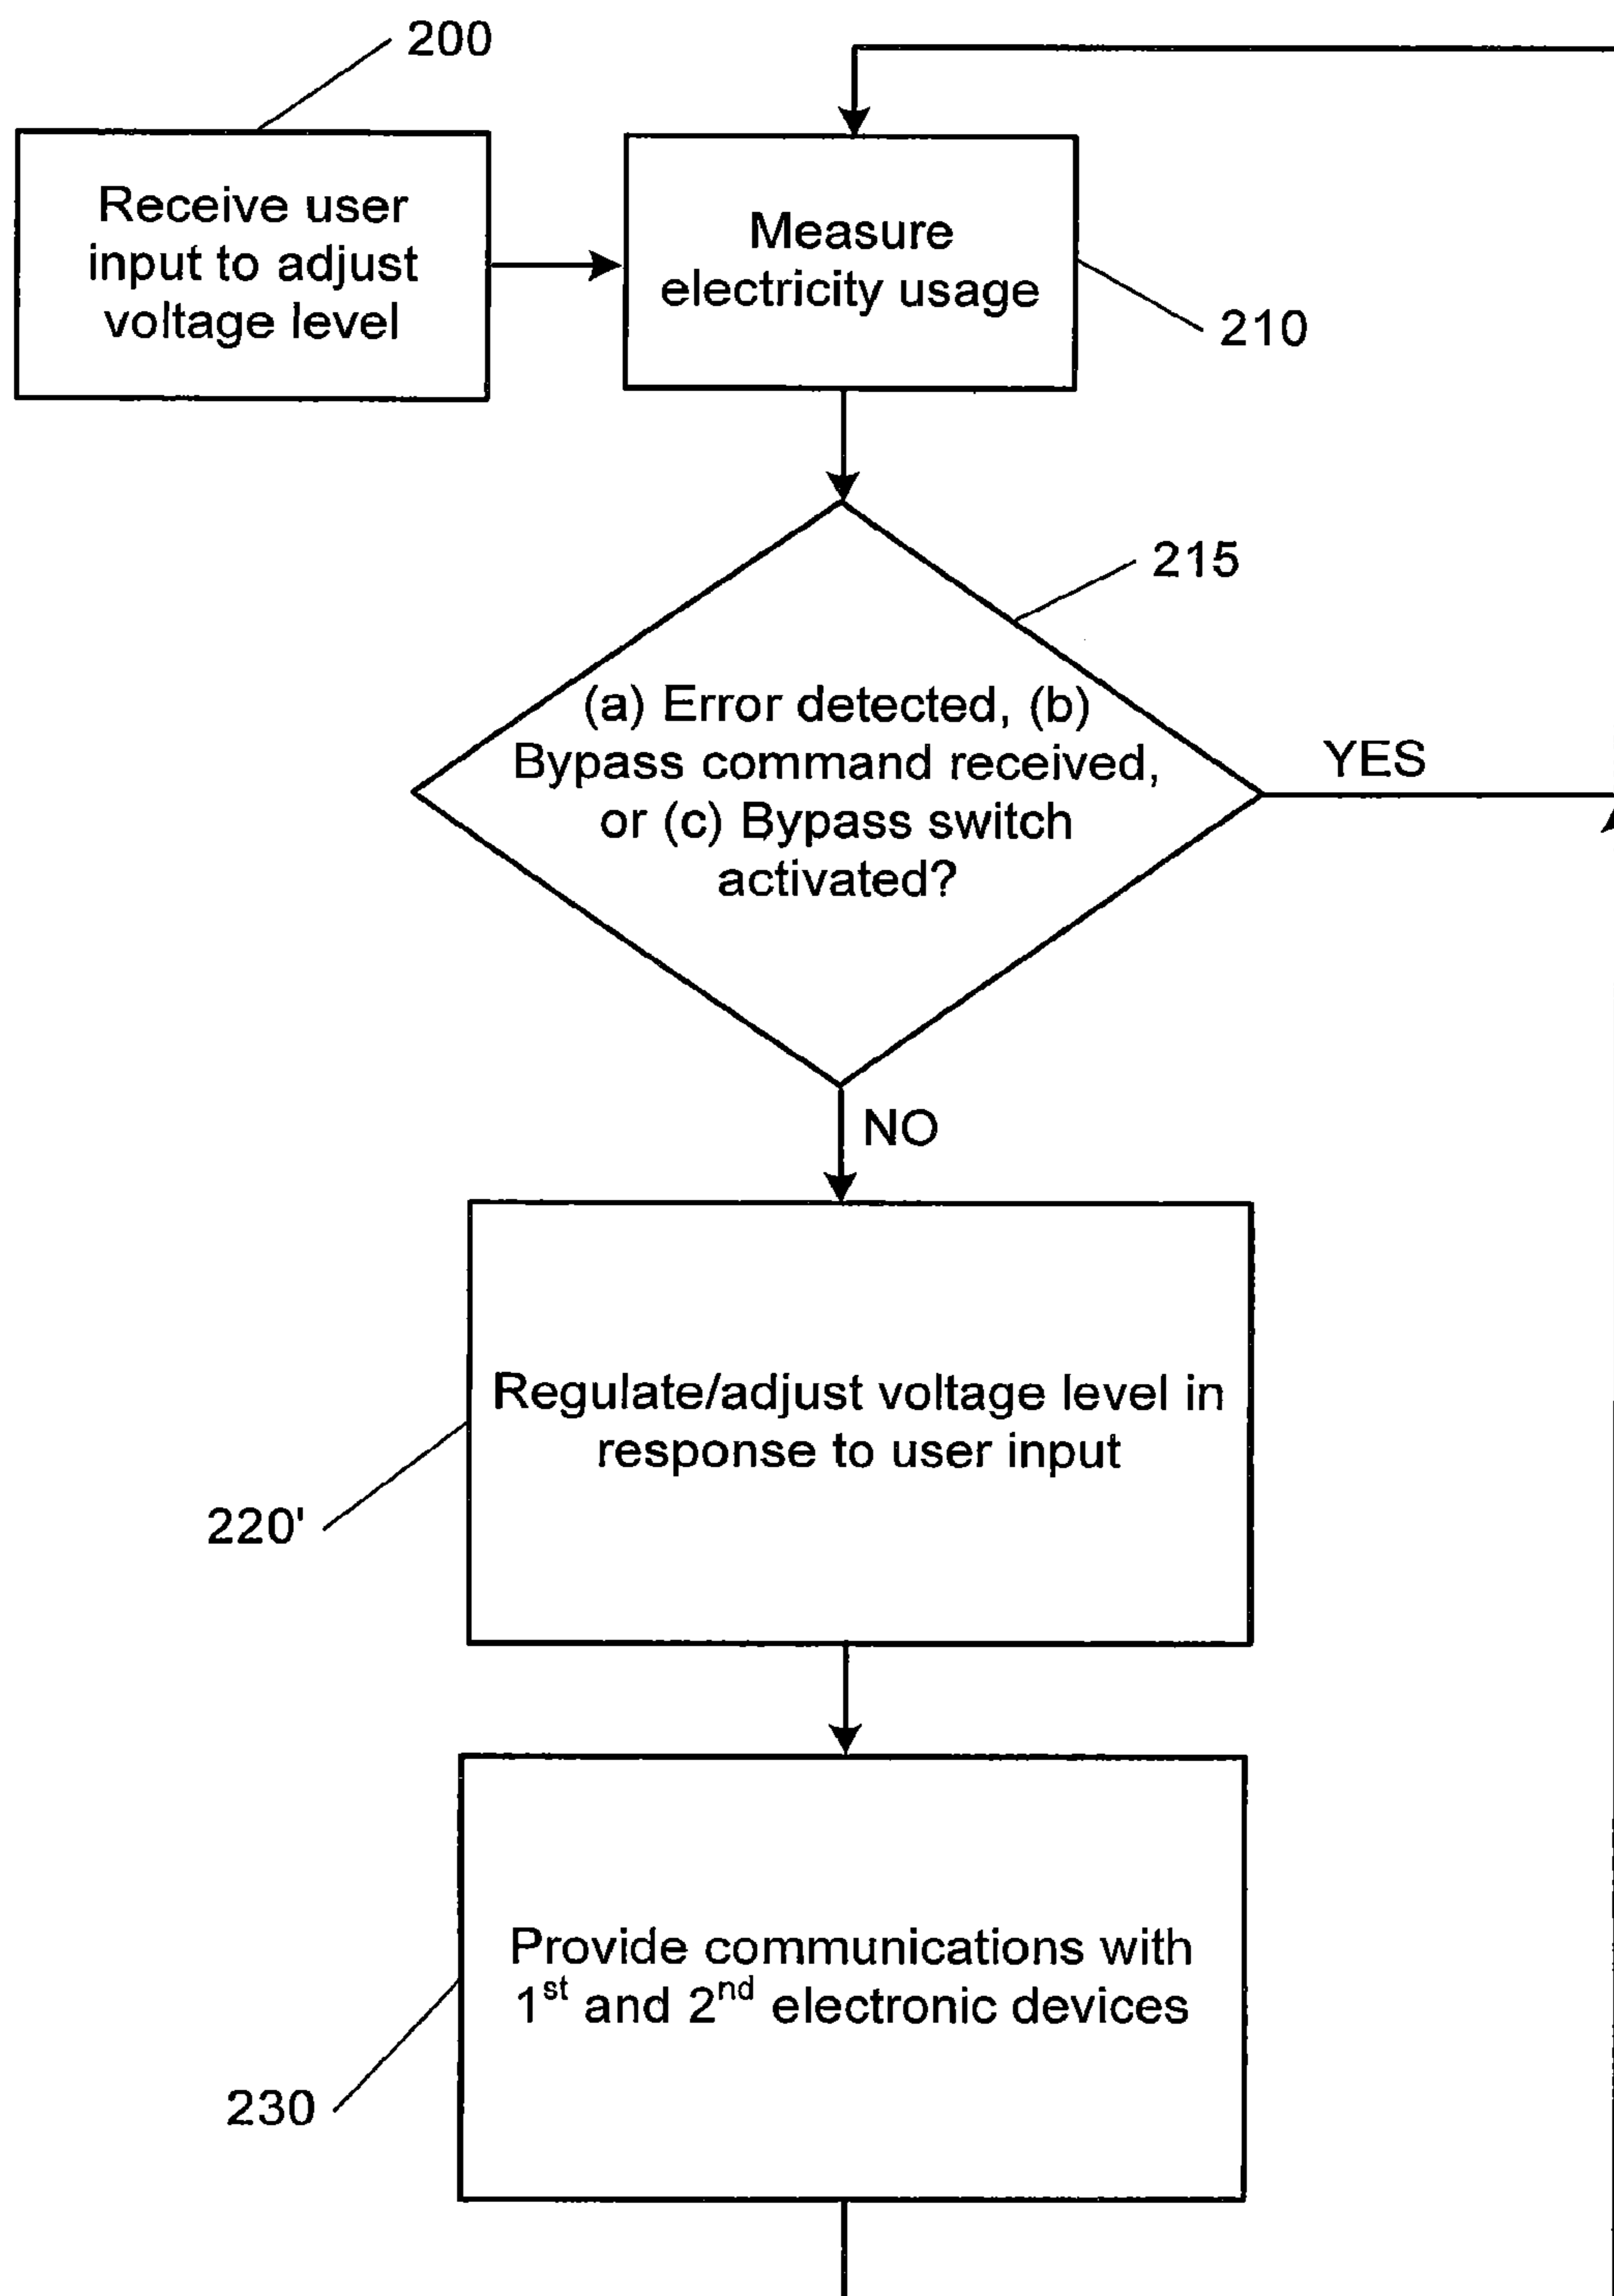 200
Receive user
input to adjust
voltage level
Measure
electricity usage
210
215
(a) Error detected, (b)
Bypass command received,
or (c) Bypass switch
activated?
YES
NO
Regulate/adjust voltage level in
response to user input
220'
Provide communications with
1st and 2nd electronic devices
230